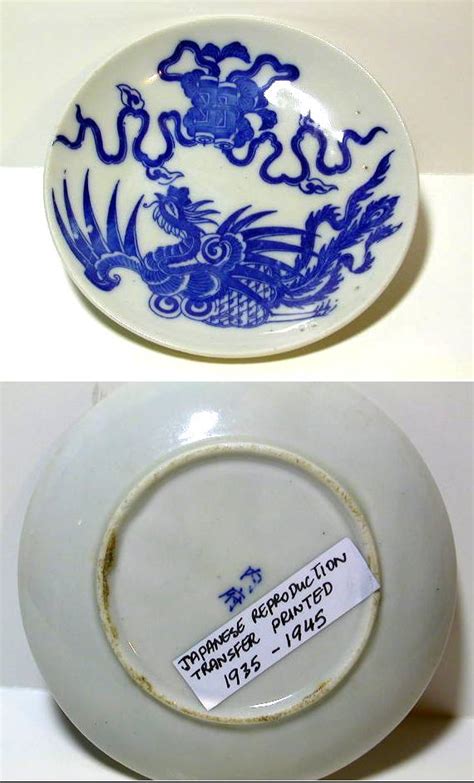 JAPANESE REPRODUCTION
TRANSFER PRINTED
1935 - 1945